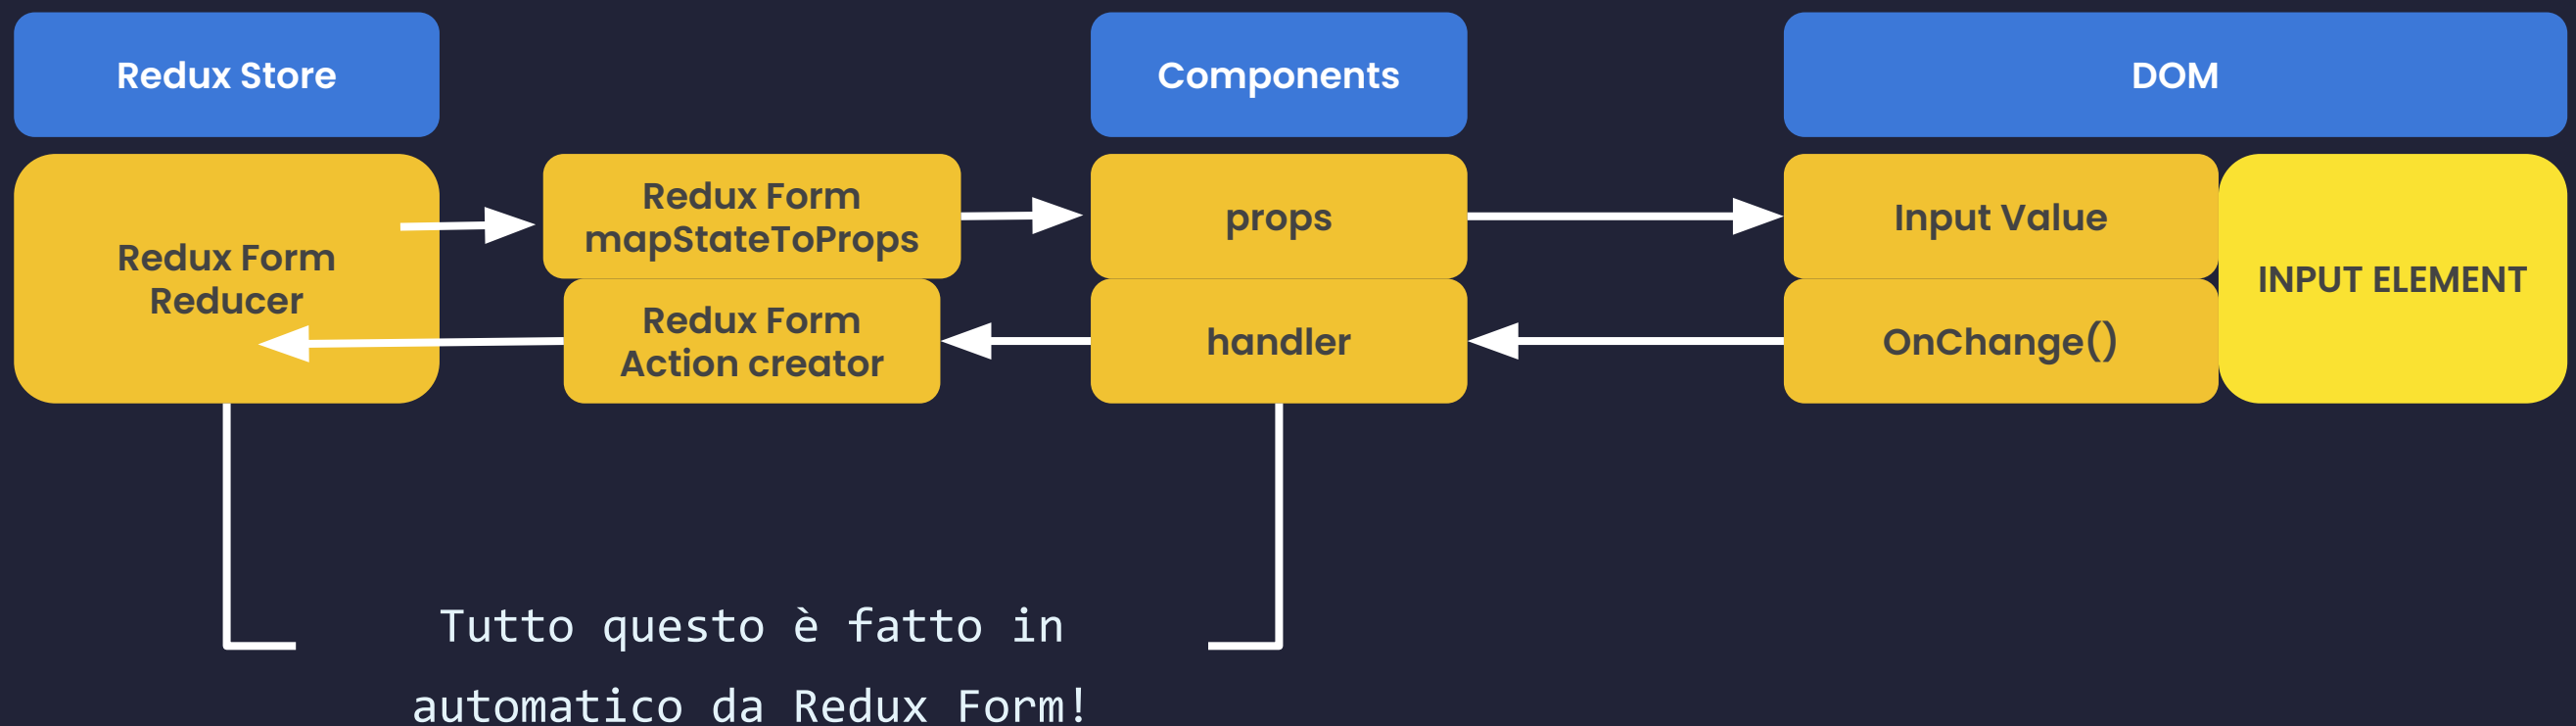 Redux Store
Components
DOM
Redux Form
Reducer
Redux Form
mapStateToProps
props
Input Value
INPUT ELEMENT
Redux Form
Action creator
handler
OnChange()
Tutto questo è fatto in
automatico da Redux Form!